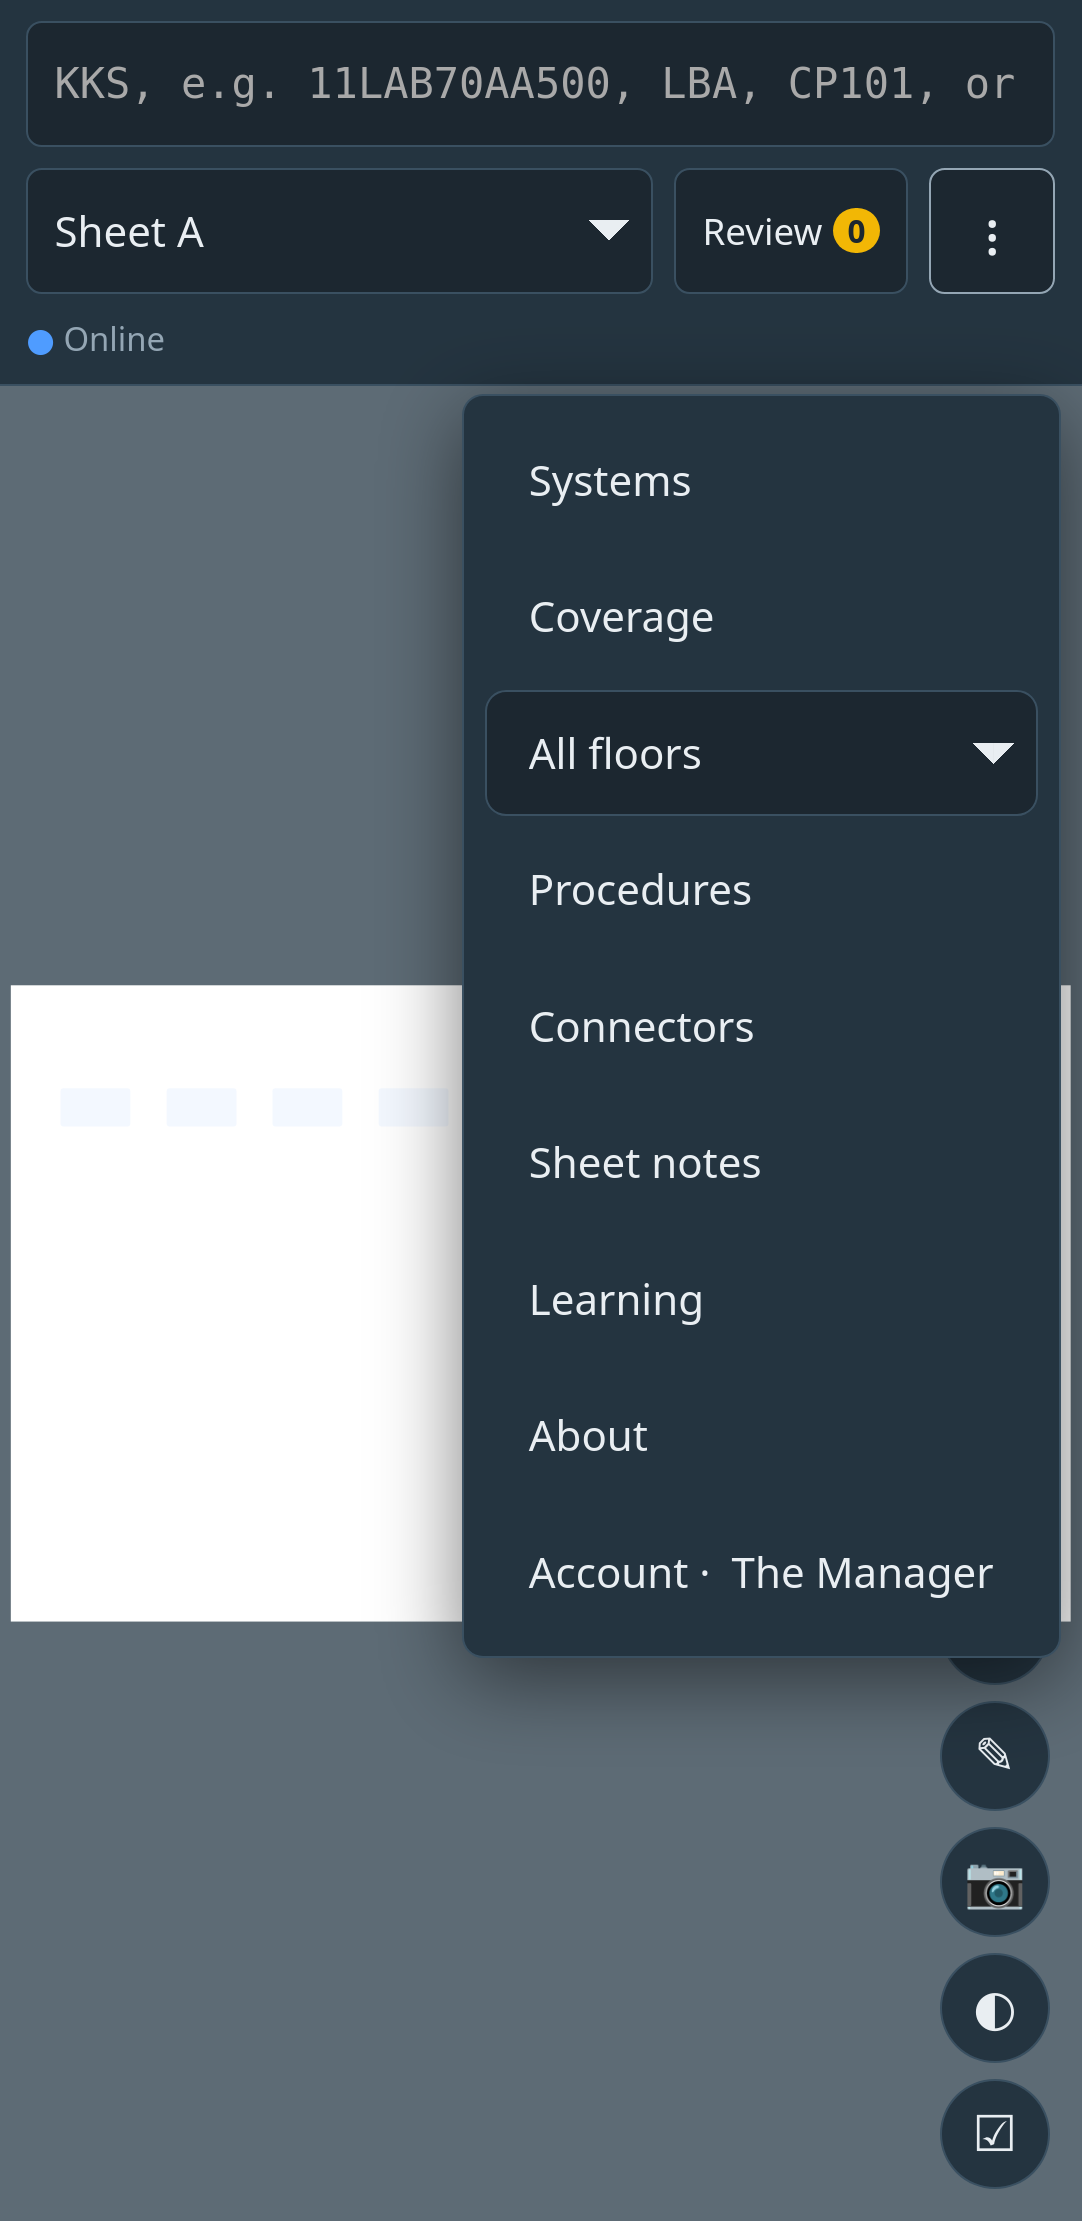 KKS, e.g. 11LAB70AA500, LBA, CP101, or
Sheet A
Review 0
Online
Systems
Coverage
All floors
Procedures
Connectors
Sheet notes
Learning
About
Account · The Manager